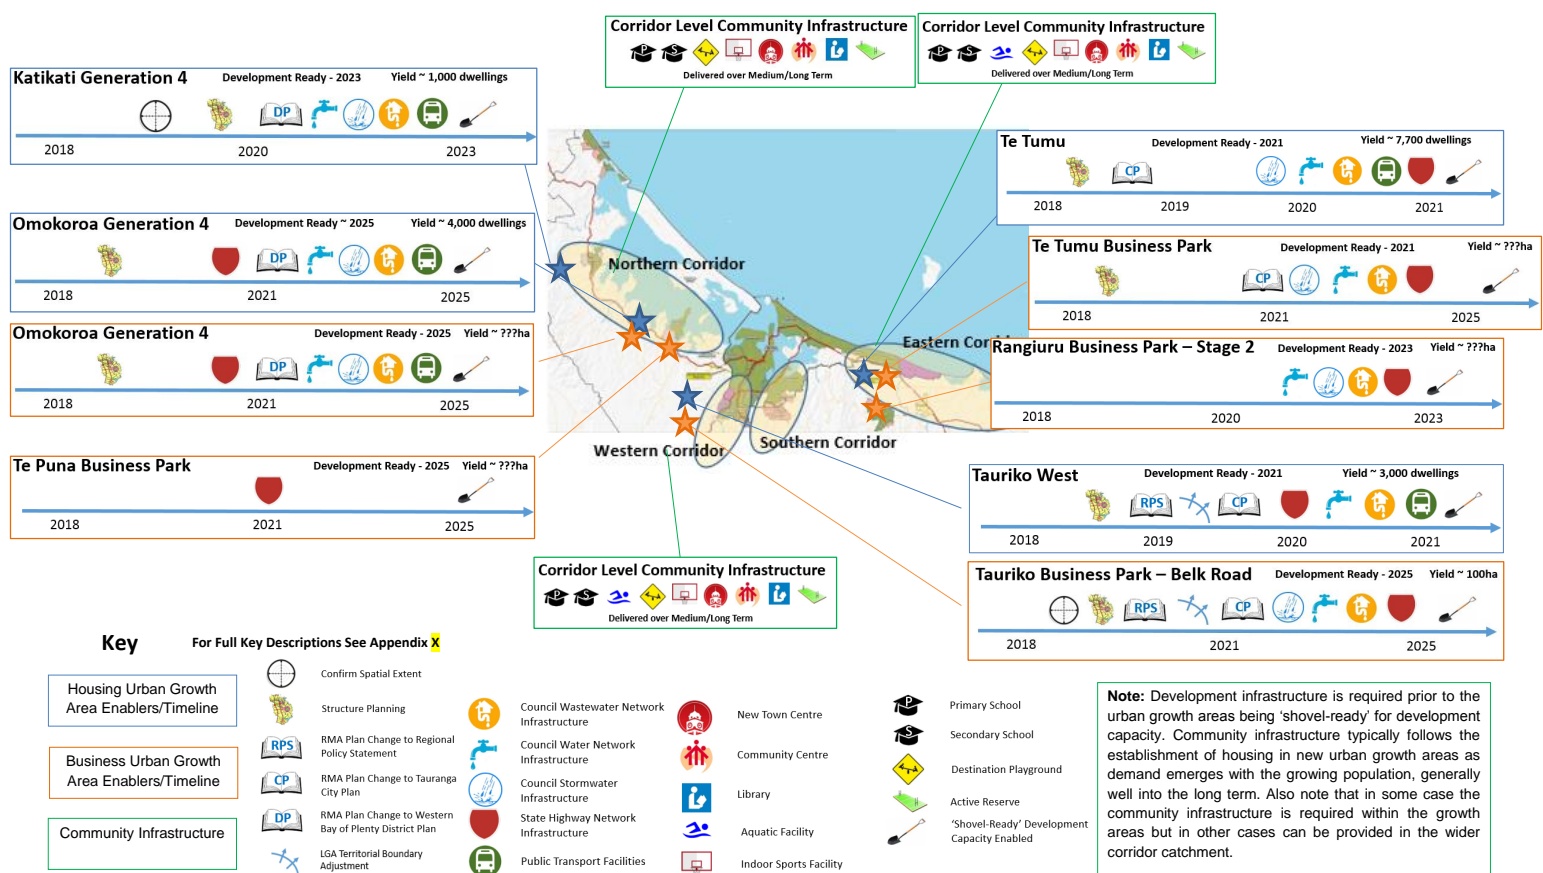 Corridor Level Community Infrastructure
P S
Delivered over Medium/Long Term
Corridor Level Community Infrastructure
P S
Delivered over Medium/Long Term
Katikati Generation 4 Development Ready - 2023 Yield ~ 1,000 dwellings
DP
2018 2020 2023
Te Tumu Development Ready - 2021 Yield ~ 7,700 dwellings
CP
2018 2019 2020 2021
Omokoroa Generation 4 Development Ready ~ 2025 Yield ~ 4,000 dwellings
DP
2018 2021 2025
Te Tumu Business Park Development Ready - 2021 Yield ~ ???ha
CP
2018 2021 2025
Northern Corridor
Omokoroa Generation 4 Development Ready - 2025 Yield ~ ???ha
DP
2018 2021 2025
Eastern Corri
Rangiuru Business Park – Stage 2 Development Ready - 2023 Yield ~ ???ha
2018 2020 2023
Western Corridor
Southern Corridor
Te Puna Business Park Development Ready - 2025 Yield ~ ???ha
2018 2021 2025
Tauriko West Development Ready - 2021 Yield ~ 3,000 dwellings
RPS CP
2018 2019 2020 2021
Corridor Level Community Infrastructure
P S
Delivered over Medium/Long Term
Tauriko Business Park – Belk Road Development Ready - 2025 Yield ~ 100ha
RPS CP
2018 2021 2025
Key For Full Key Descriptions See Appendix X
Housing Urban Growth
Area Enablers/Timeline
Business Urban Growth
Area Enablers/Timeline
Community Infrastructure
Confirm Spatial Extent
Structure Planning
RPS
RMA Plan Change to Regional
Policy Statement
CP
RMA Plan Change to Tauranga
City Plan
DP
RMA Plan Change to Western
Bay of Plenty District Plan
LGA Territorial Boundary
Adjustment
Council Wastewater Network
Infrastructure
Council Water Network
Infrastructure
Council Stormwater
Infrastructure
State Highway Network
Infrastructure
Public Transport Facilities
New Town Centre
Community Centre
Library
Aquatic Facility
Indoor Sports Facility
P
Primary School
S
Secondary School
Destination Playground
Active Reserve
‘Shovel-Ready’ Development
Capacity Enabled
Note: Development infrastructure is required prior to the
urban growth areas being ‘shovel-ready’ for development
capacity. Community infrastructure typically follows the
establishment of housing in new urban growth areas as
demand emerges with the growing population, generally
well into the long term. Also note that in some case the
community infrastructure is required within the growth
areas but in other cases can be provided in the wider
corridor catchment.